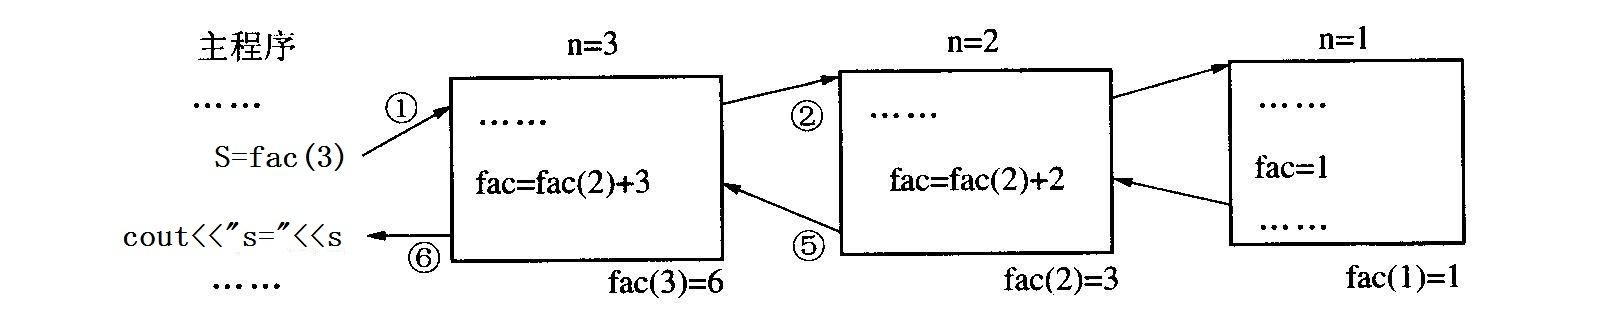 主程序
……
S=fac(3)
cout<<"s="<<s
……
①
⑥
n=3
……
fac=fac(2)+3
fac(3)=6
②
⑤
n=2
……
fac=fac(2)+2
fac(2)=3
n=1
……
fac=1
……
fac(1)=1